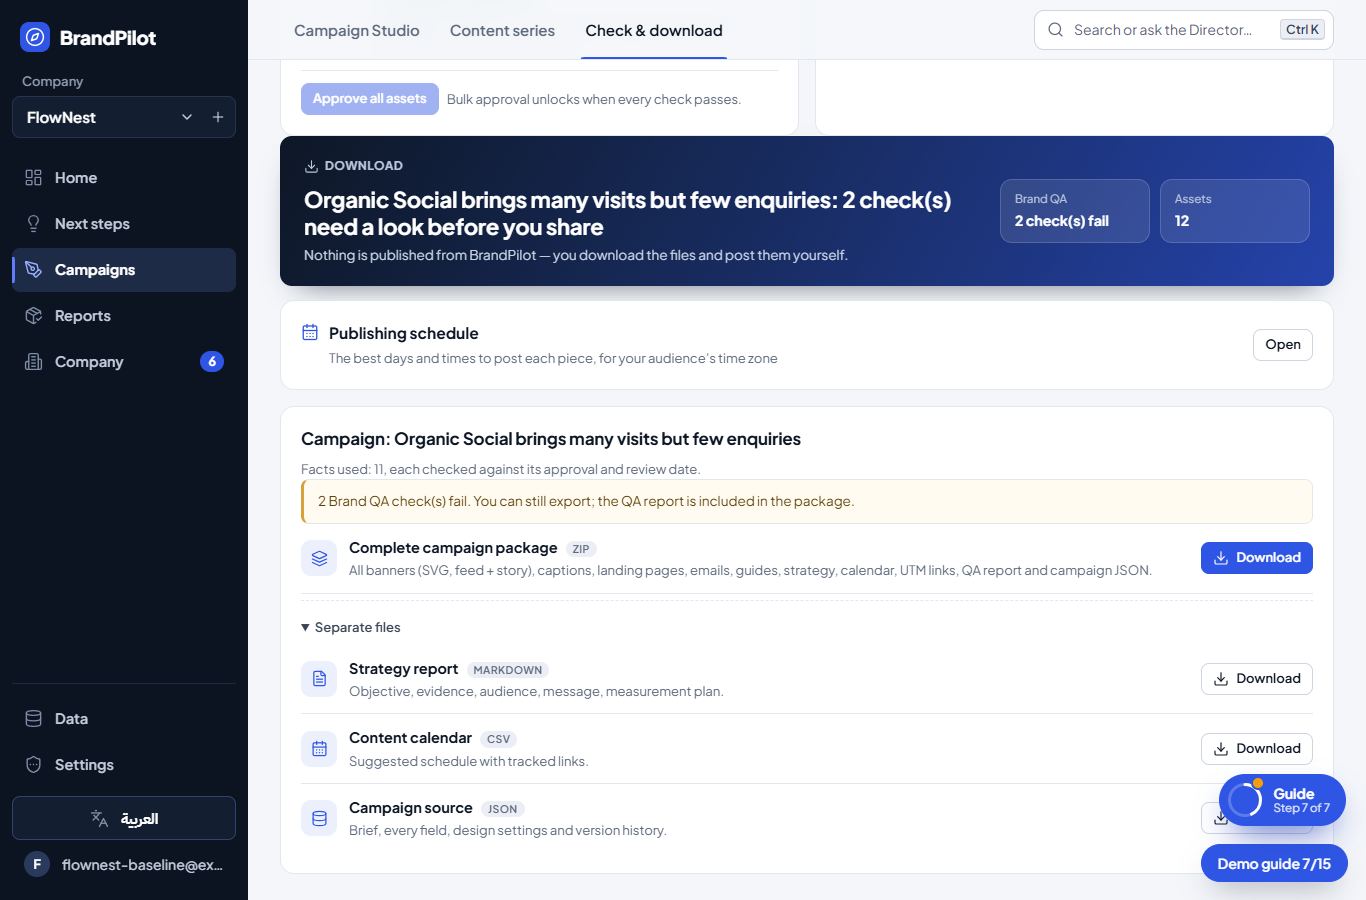 BrandPilot
Company
FlowNest
Home
Next steps
Campaigns
Reports
Company
6
Data
Settings
العربية
F
flownest-baseline@ex...
Campaign Studio
Content series
Check & download
Search or ask the Director...
Ctrl K
Approve all assets
Bulk approval unlocks when every check passes.
DOWNLOAD
Organic Social brings many visits but few enquiries: 2 check(s)
need a look before you share
Nothing is published from BrandPilot — you download the files and post them yourself.
Brand QA
2 check(s) fail
Assets
12
Publishing schedule
The best days and times to post each piece, for your audience's time zone
Open
Campaign: Organic Social brings many visits but few enquiries
Facts used: 11, each checked against its approval and review date.
2 Brand QA check(s) fail. You can still export; the QA report is included in the package.
Complete campaign package
ZIP
All banners (SVG, feed + story), captions, landing pages, emails, guides, strategy, calendar, UTM links, QA report and campaign JSON.
Download
Separate files
Strategy report
MARKDOWN
Objective, evidence, audience, message, measurement plan.
Download
Content calendar
CSV
Suggested schedule with tracked links.
Download
Campaign source
JSON
Brief, every field, design settings and version history.
Guide
Step 7 of 7
Demo guide 7/15